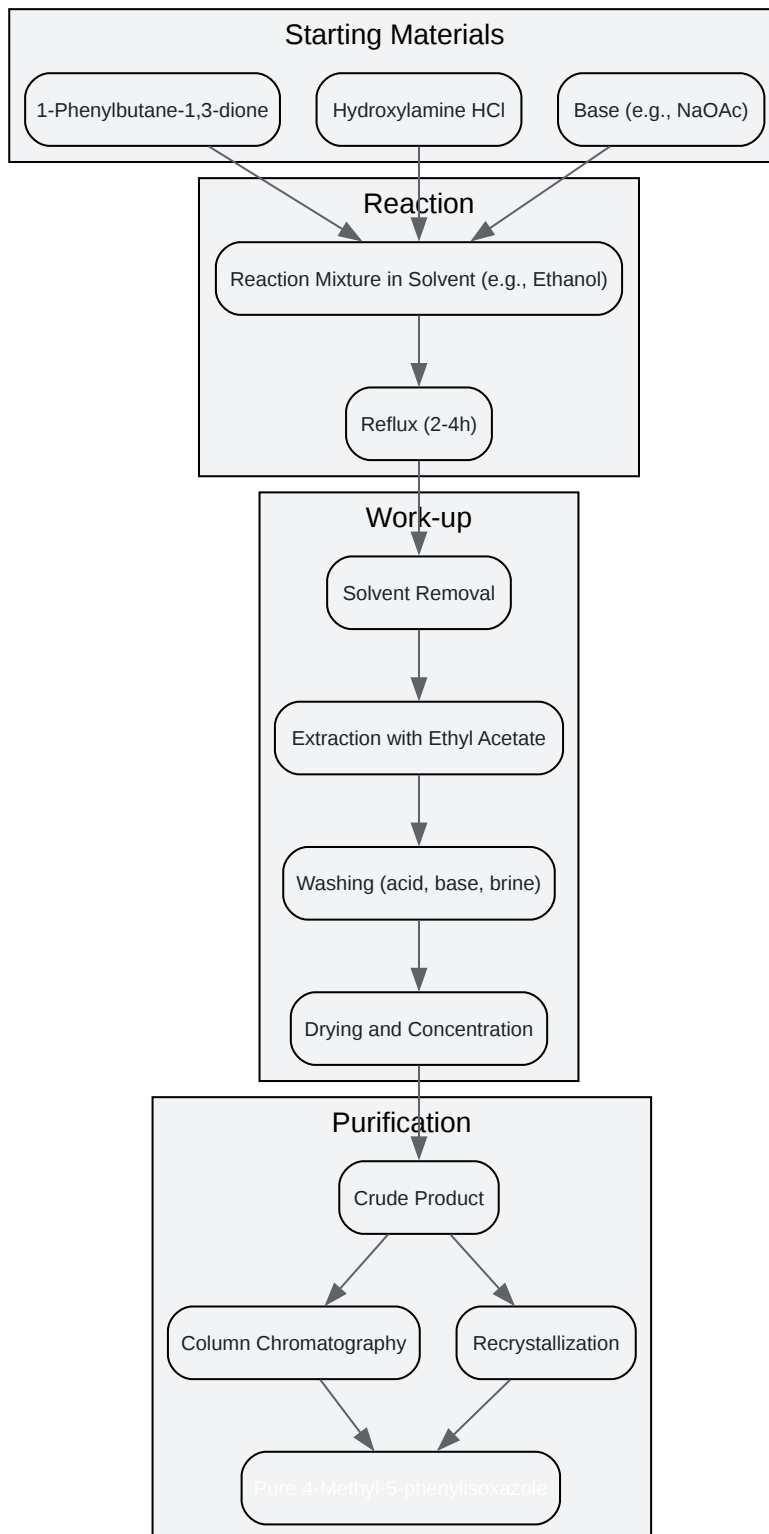 Starting Materials
1-Phenylbutane-1,3-dione
Hydroxylamine HCl
Base (e.g., NaOAc)
Reaction
Reaction Mixture in Solvent (e.g., Ethanol)
Reflux (2-4h)
Work-up
Solvent Removal
Extraction with Ethyl Acetate
Washing (acid, base, brine)
Drying and Concentration
Purification
Crude Product
Column Chromatography
Recrystallization
Pure 4-Methyl-5-phenylisoxazole